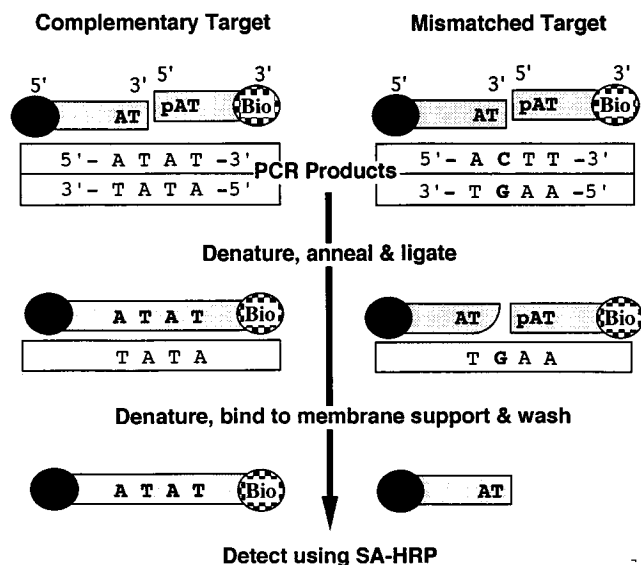 Complementary Target
Mismatched Target
5' 3' 5' 3'
AT pAT Bio
5' 3' 5' 3'
AT pAT Bio
5'- A T A T -3'
3'- T A T A -5'
PCR Products
5'- A C T T -3'
3'- T G A A -5'
Denature, anneal & ligate
A T A T Bio
T A T A
AT pAT Bio
T G A A
Denature, bind to membrane support & wash
A T A T Bio
AT
Detect using SA-HRP